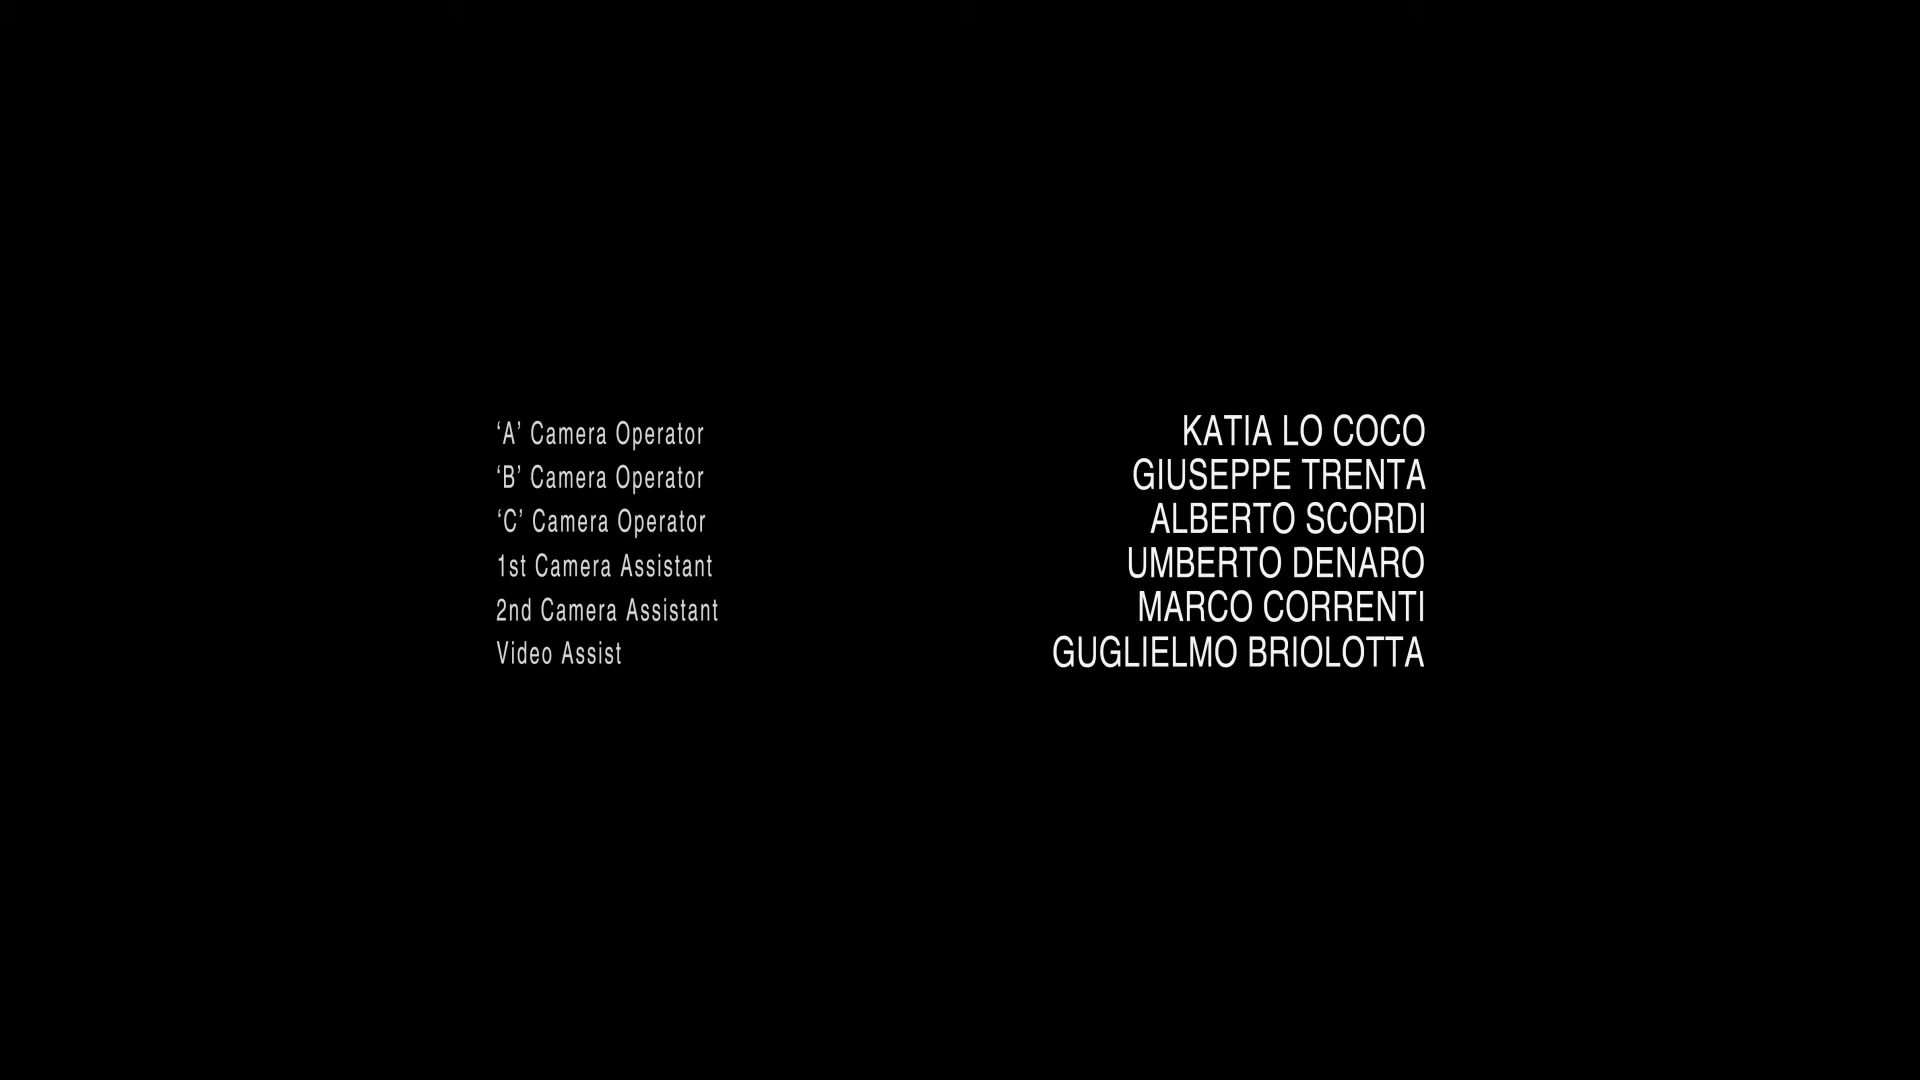 ‘A’ Camera Operator KATIA LO COCO
‘B’ Camera Operator GIUSEPPE TRENTA
‘C’ Camera Operator ALBERTO SCORDI
1st Camera Assistant UMBERTO DENARO
2nd Camera Assistant MARCO CORRENTI
Video Assist GUGLIELMO BRIOLOTTA